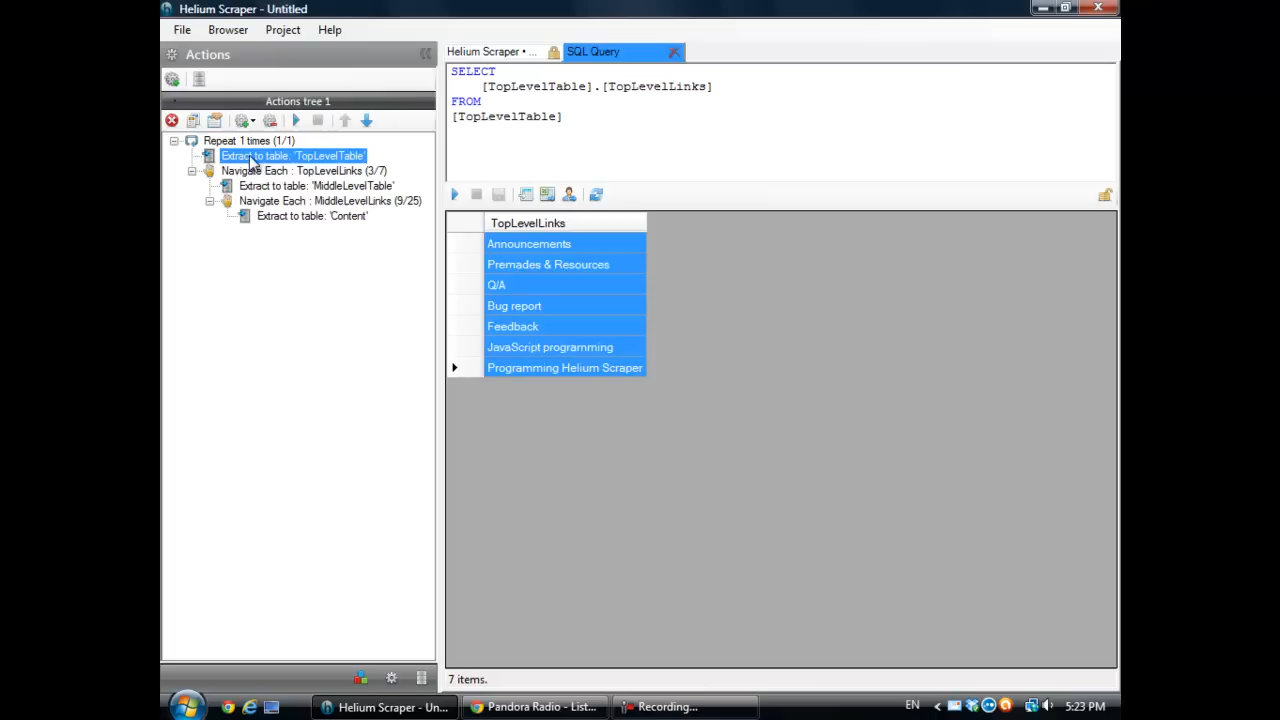 Helium Scraper - Untitled
File Browser Project Help
Actions
Actions tree 1
Repeat 1 times (1/1)
Extract to table: 'TopLevelTable'
Navigate Each : TopLevelLinks (3/7)
Extract to table: 'MiddleLevelTable'
Navigate Each : MiddleLevelLinks (9/25)
Extract to table: 'Content'
Helium Scraper • ...
SQL Query
SELECT
[TopLevelTable].[TopLevelLinks]
FROM
[TopLevelTable]
TopLevelLinks
Announcements
Premades & Resources
Q/A
Bug report
Feedback
JavaScript programming
Programming Helium Scraper
7 items.
Helium Scraper - Un...
Pandora Radio - List...
Recording...
EN
5:23 PM